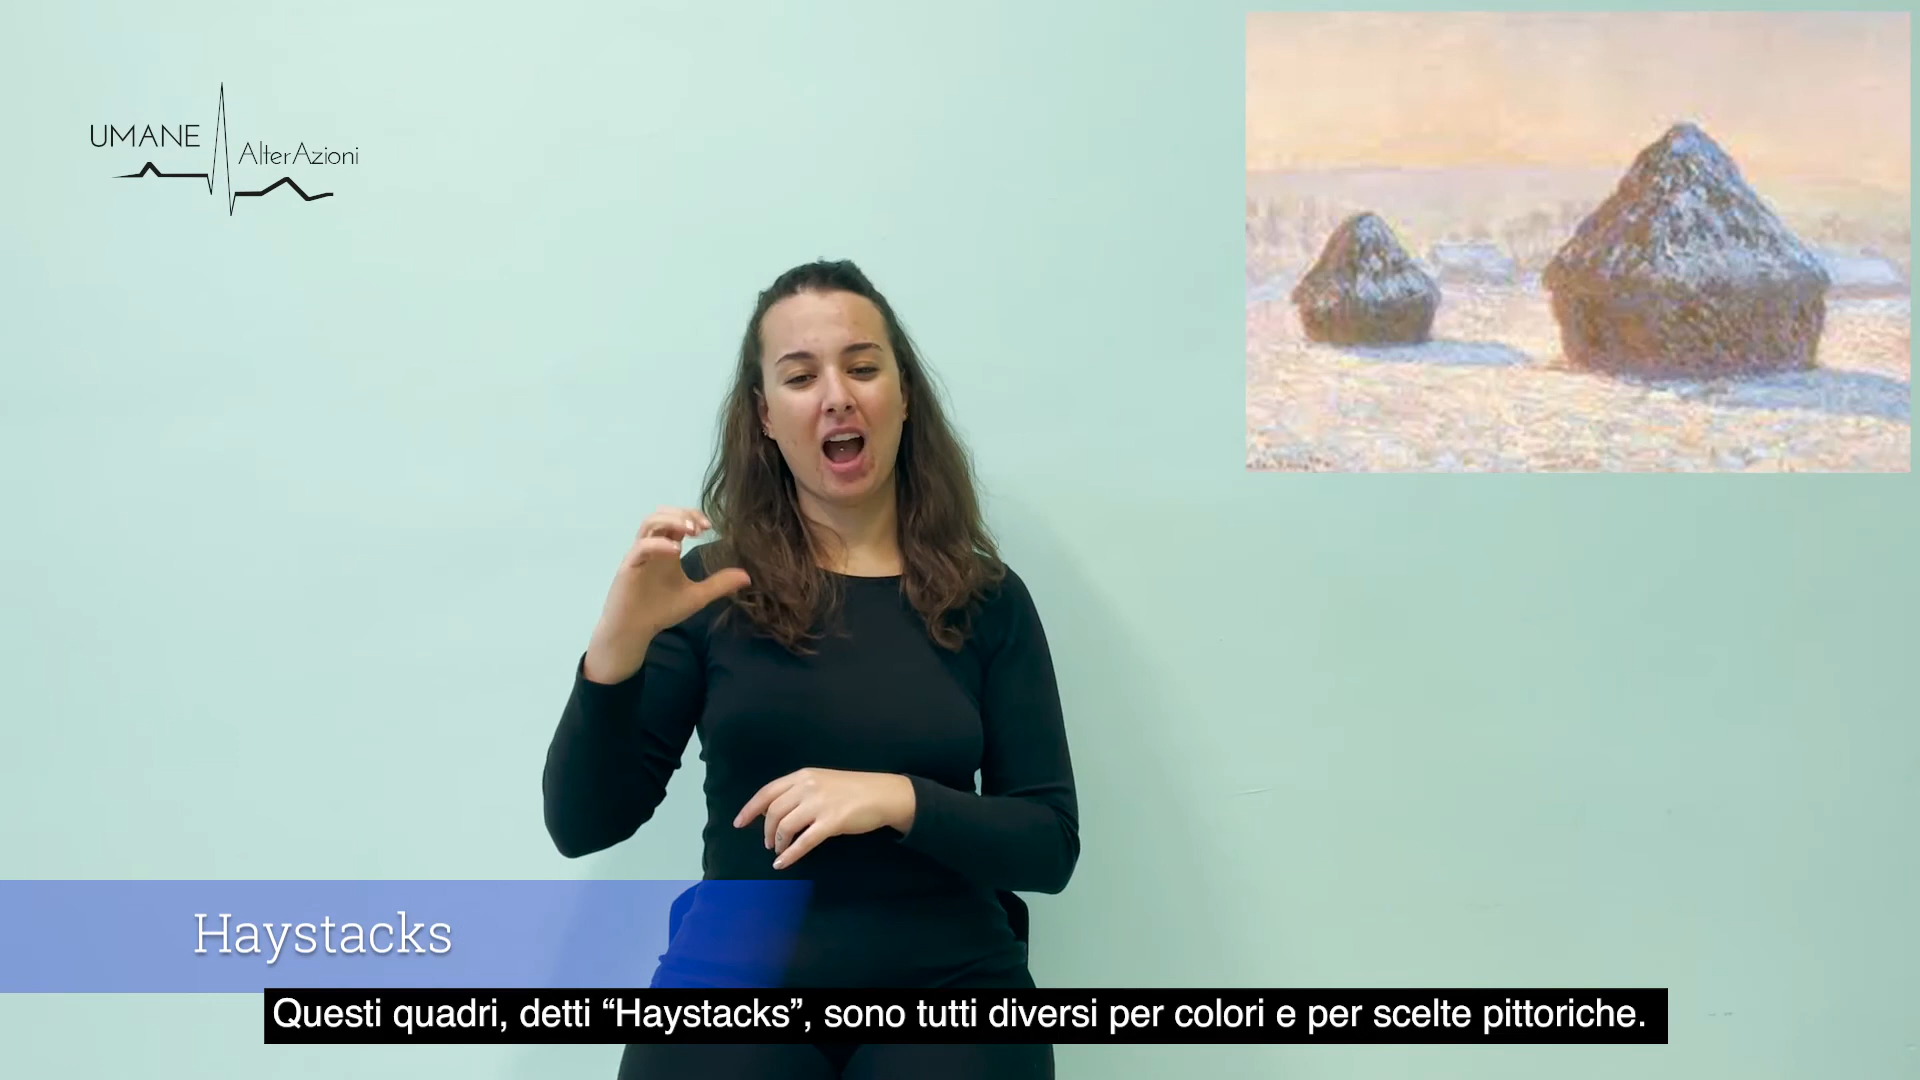 UMANE
AlterAzioni
Haystacks
Questi quadri, detti “Haystacks”, sono tutti diversi per colori e per scelte pittoriche.